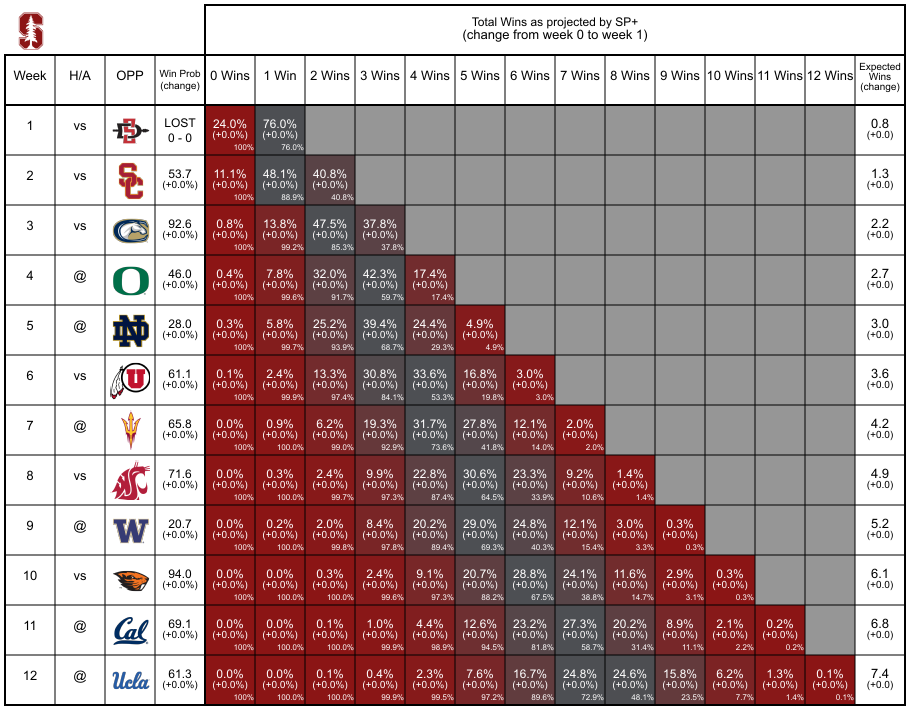 Total Wins as projected by SP+
(change from week 0 to week 1)
Week H/A OPP Win Prob (change) 0 Wins 1 Win 2 Wins 3 Wins 4 Wins 5 Wins 6 Wins 7 Wins 8 Wins 9 Wins 10 Wins 11 Wins 12 Wins Expected Wins (change)
1 vs SD LOST 24.0% 76.0% 0.8
0 - 0 (+0.0%) (+0.0%) (+0.0)
100% 76.0%
2 vs SC 53.7 11.1% 48.1% 40.8% 1.3
(+0.0%) (+0.0%) (+0.0%) (+0.0%) (+0.0)
100% 88.9% 40.8%
3 vs 92.6 0.8% 13.8% 47.5% 37.8% 2.2
(+0.0%) (+0.0%) (+0.0%) (+0.0%) (+0.0%) (+0.0)
100% 99.2% 85.3% 37.8%
4 @ O 46.0 0.4% 7.8% 32.0% 42.3% 17.4% 2.7
(+0.0%) (+0.0%) (+0.0%) (+0.0%) (+0.0%) (+0.0%) (+0.0)
100% 99.6% 91.7% 59.7% 17.4%
5 @ ND 28.0 0.3% 5.8% 25.2% 39.4% 24.4% 4.9% 3.0
(+0.0%) (+0.0%) (+0.0%) (+0.0%) (+0.0%) (+0.0%) (+0.0%) (+0.0)
100% 99.7% 93.9% 68.7% 29.3% 4.9%
6 vs U 61.1 0.1% 2.4% 13.3% 30.8% 33.6% 16.8% 3.0% 3.6
(+0.0%) (+0.0%) (+0.0%) (+0.0%) (+0.0%) (+0.0%) (+0.0%) (+0.0%) (+0.0)
100% 99.9% 97.4% 84.1% 53.3% 19.8% 3.0%
7 @ 65.8 0.0% 0.9% 6.2% 19.3% 31.7% 27.8% 12.1% 2.0% 4.2
(+0.0%) (+0.0%) (+0.0%) (+0.0%) (+0.0%) (+0.0%) (+0.0%) (+0.0%) (+0.0%) (+0.0)
100% 100.0% 99.0% 92.9% 73.6% 41.8% 14.0% 2.0%
8 vs 71.6 0.0% 0.3% 2.4% 9.9% 22.8% 30.6% 23.3% 9.2% 1.4% 4.9
(+0.0%) (+0.0%) (+0.0%) (+0.0%) (+0.0%) (+0.0%) (+0.0%) (+0.0%) (+0.0%) (+0.0%) (+0.0)
100% 100.0% 99.7% 97.3% 87.4% 64.5% 33.9% 10.6% 1.4%
9 @ W 20.7 0.0% 0.2% 2.0% 8.4% 20.2% 29.0% 24.8% 12.1% 3.0% 0.3% 5.2
(+0.0%) (+0.0%) (+0.0%) (+0.0%) (+0.0%) (+0.0%) (+0.0%) (+0.0%) (+0.0%) (+0.0%) (+0.0%) (+0.0)
100% 100.0% 99.8% 97.8% 89.4% 69.3% 40.3% 15.4% 3.3% 0.3%
10 vs 94.0 0.0% 0.0% 0.3% 2.4% 9.1% 20.7% 28.8% 24.1% 11.6% 2.9% 0.3% 6.1
(+0.0%) (+0.0%) (+0.0%) (+0.0%) (+0.0%) (+0.0%) (+0.0%) (+0.0%) (+0.0%) (+0.0%) (+0.0%) (+0.0%) (+0.0)
100% 100.0% 100.0% 99.6% 97.3% 88.2% 67.5% 38.8% 14.7% 3.1% 0.3%
11 @ Cal 69.1 0.0% 0.0% 0.1% 1.0% 4.4% 12.6% 23.2% 27.3% 20.2% 8.9% 2.1% 0.2% 6.8
(+0.0%) (+0.0%) (+0.0%) (+0.0%) (+0.0%) (+0.0%) (+0.0%) (+0.0%) (+0.0%) (+0.0%) (+0.0%) (+0.0%) (+0.0%) (+0.0)
100% 100.0% 100.0% 99.9% 98.9% 94.5% 81.8% 58.7% 31.4% 11.1% 2.2% 0.2%
12 @ Ucla 61.3 0.0% 0.0% 0.1% 0.4% 2.3% 7.6% 16.7% 24.8% 24.6% 15.8% 6.2% 1.3% 0.1% 7.4
(+0.0%) (+0.0%) (+0.0%) (+0.0%) (+0.0%) (+0.0%) (+0.0%) (+0.0%) (+0.0%) (+0.0%) (+0.0%) (+0.0%) (+0.0%) (+0.0%) (+0.0)
100% 100.0% 100.0% 99.9% 99.5% 97.2% 89.6% 72.9% 48.1% 23.5% 7.7% 1.4% 0.1%